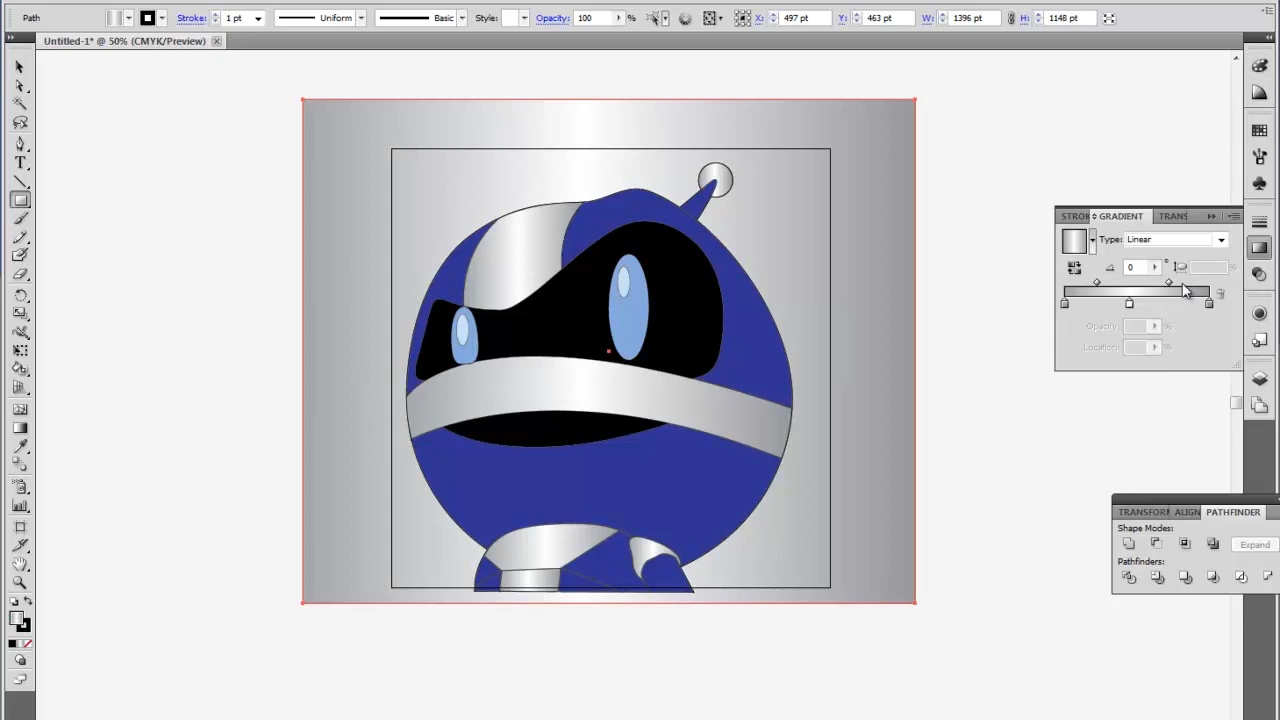 Path Stroke: 1 pt Uniform Basic Style: Opacity: 100 % X: 497 pt Y: 463 pt W: 1396 pt H: 1148 pt
Untitled-1* @ 50% (CMYK/Preview)
STROK GRADIENT TRANS
Type: Linear
0 ° %
Opacity: %
Location: %
TRANSFORM ALIGN PATHFINDER
Shape Modes:
Expand
Pathfinders: